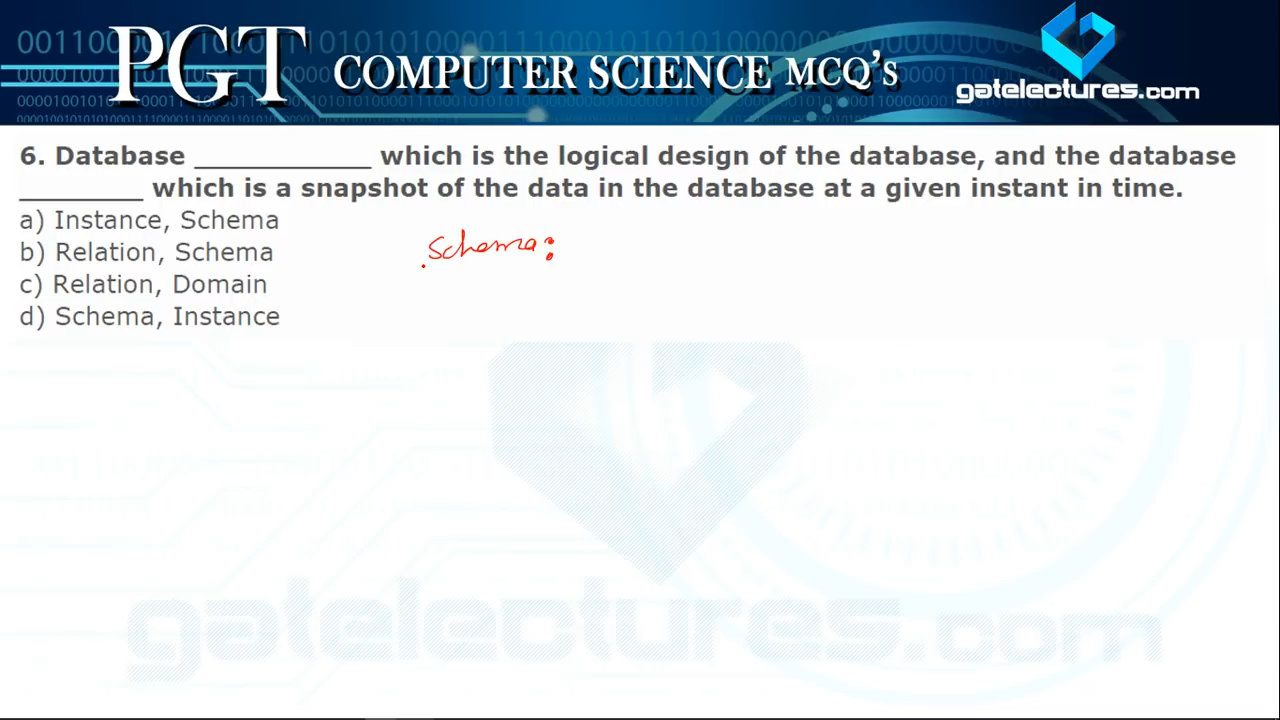 PGT COMPUTER SCIENCE MCQ'S
gatelectures.com
6. Database ____________ which is the logical design of the database, and the database
_________ which is a snapshot of the data in the database at a given instant in time.
a) Instance, Schema
b) Relation, Schema
c) Relation, Domain
d) Schema, Instance
Schema:
gatelectures.com